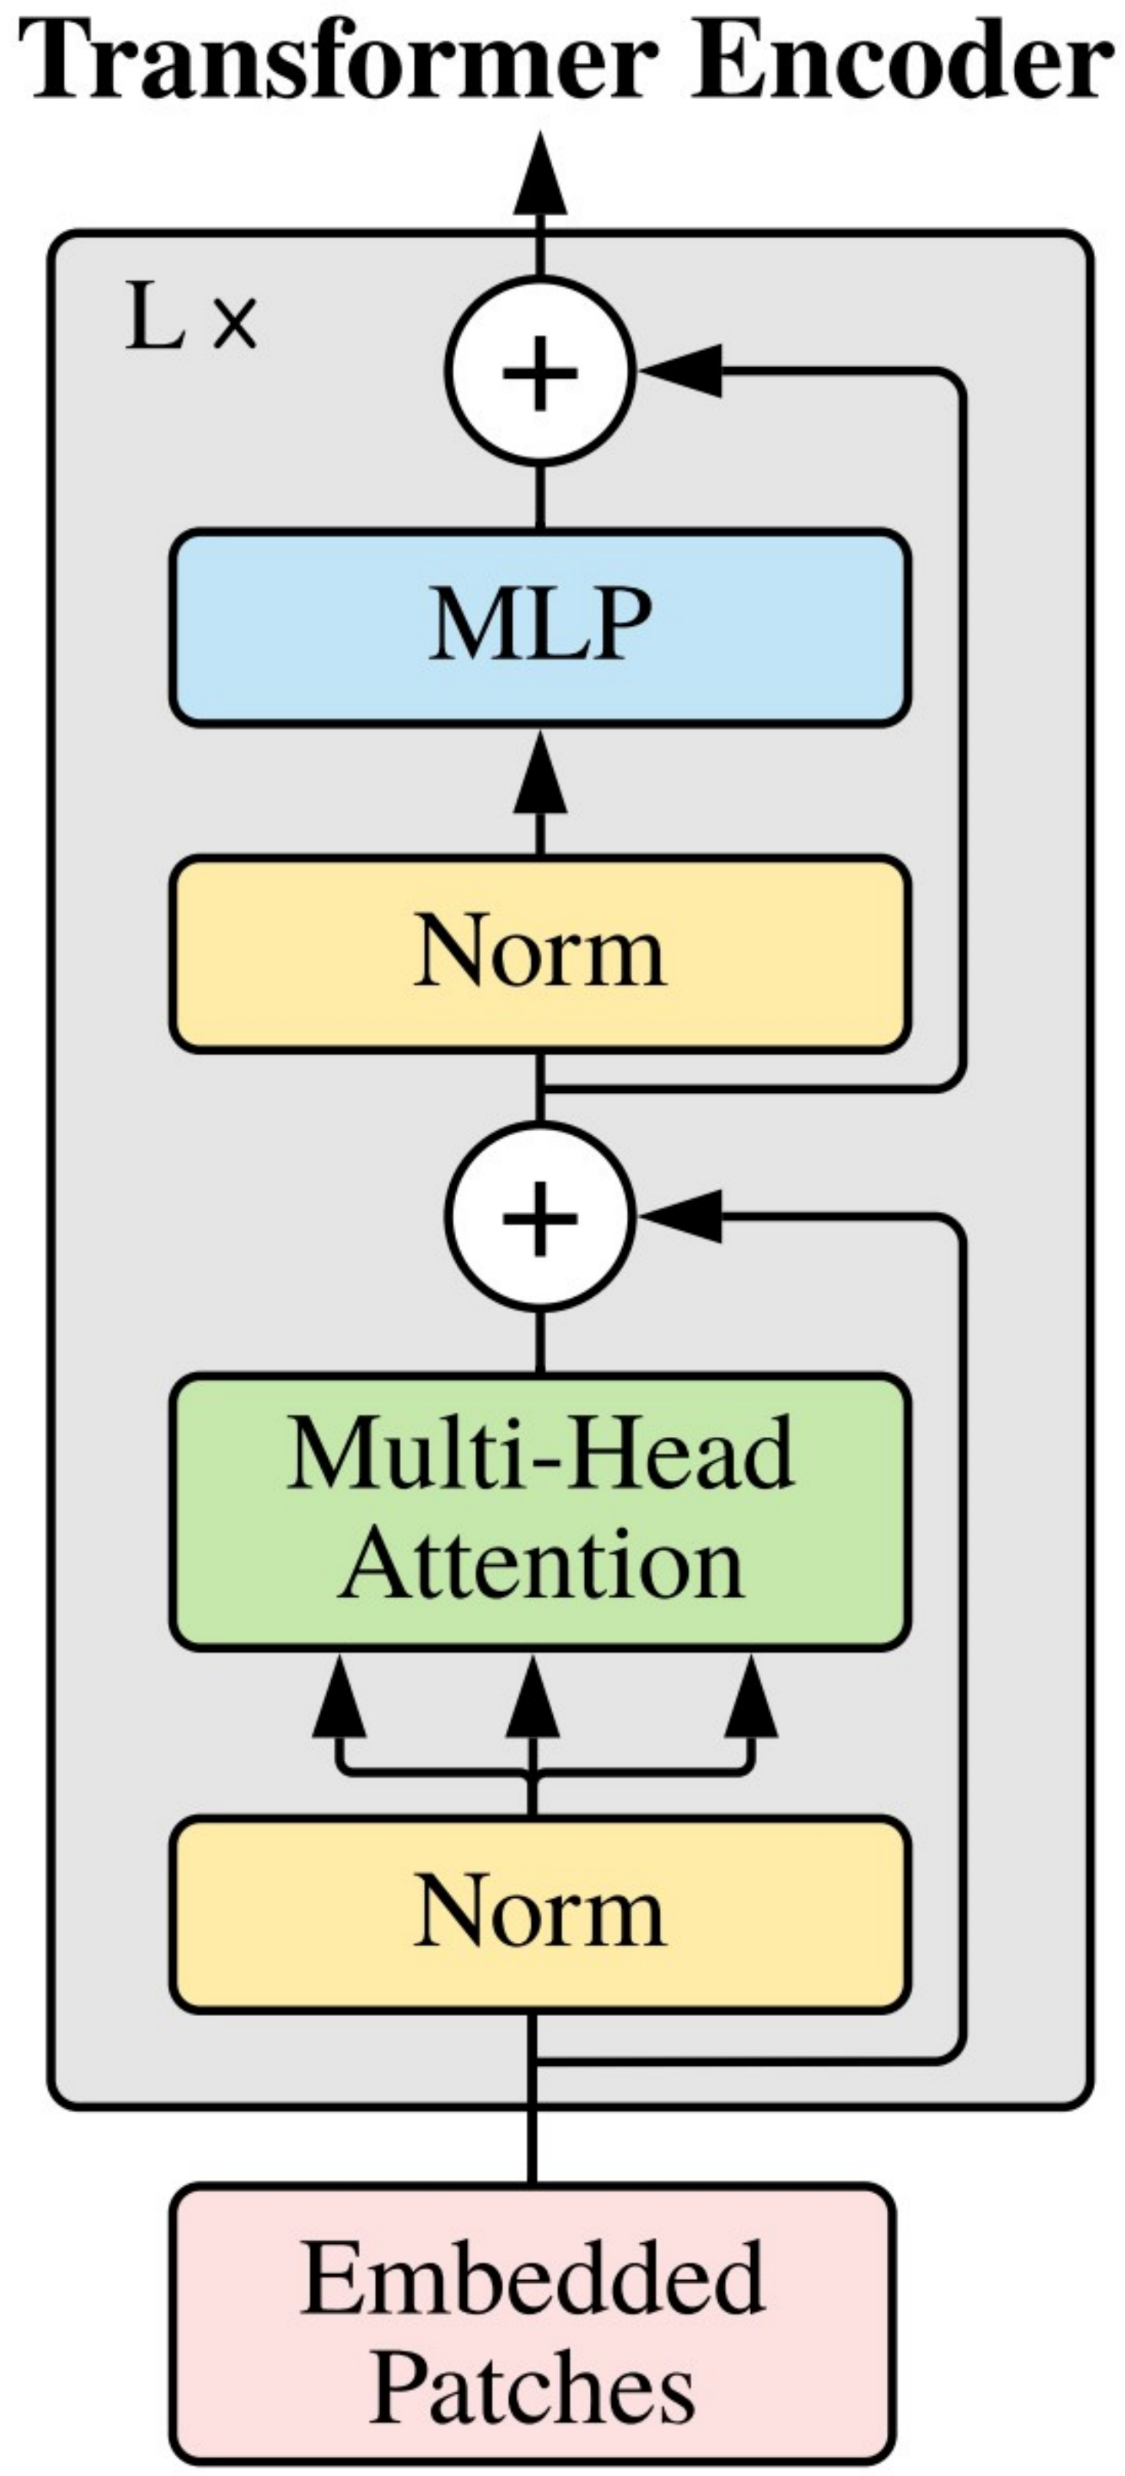 Transformer Encoder
L x
+
MLP
Norm
+
Multi-Head
Attention
Norm
Embedded
Patches